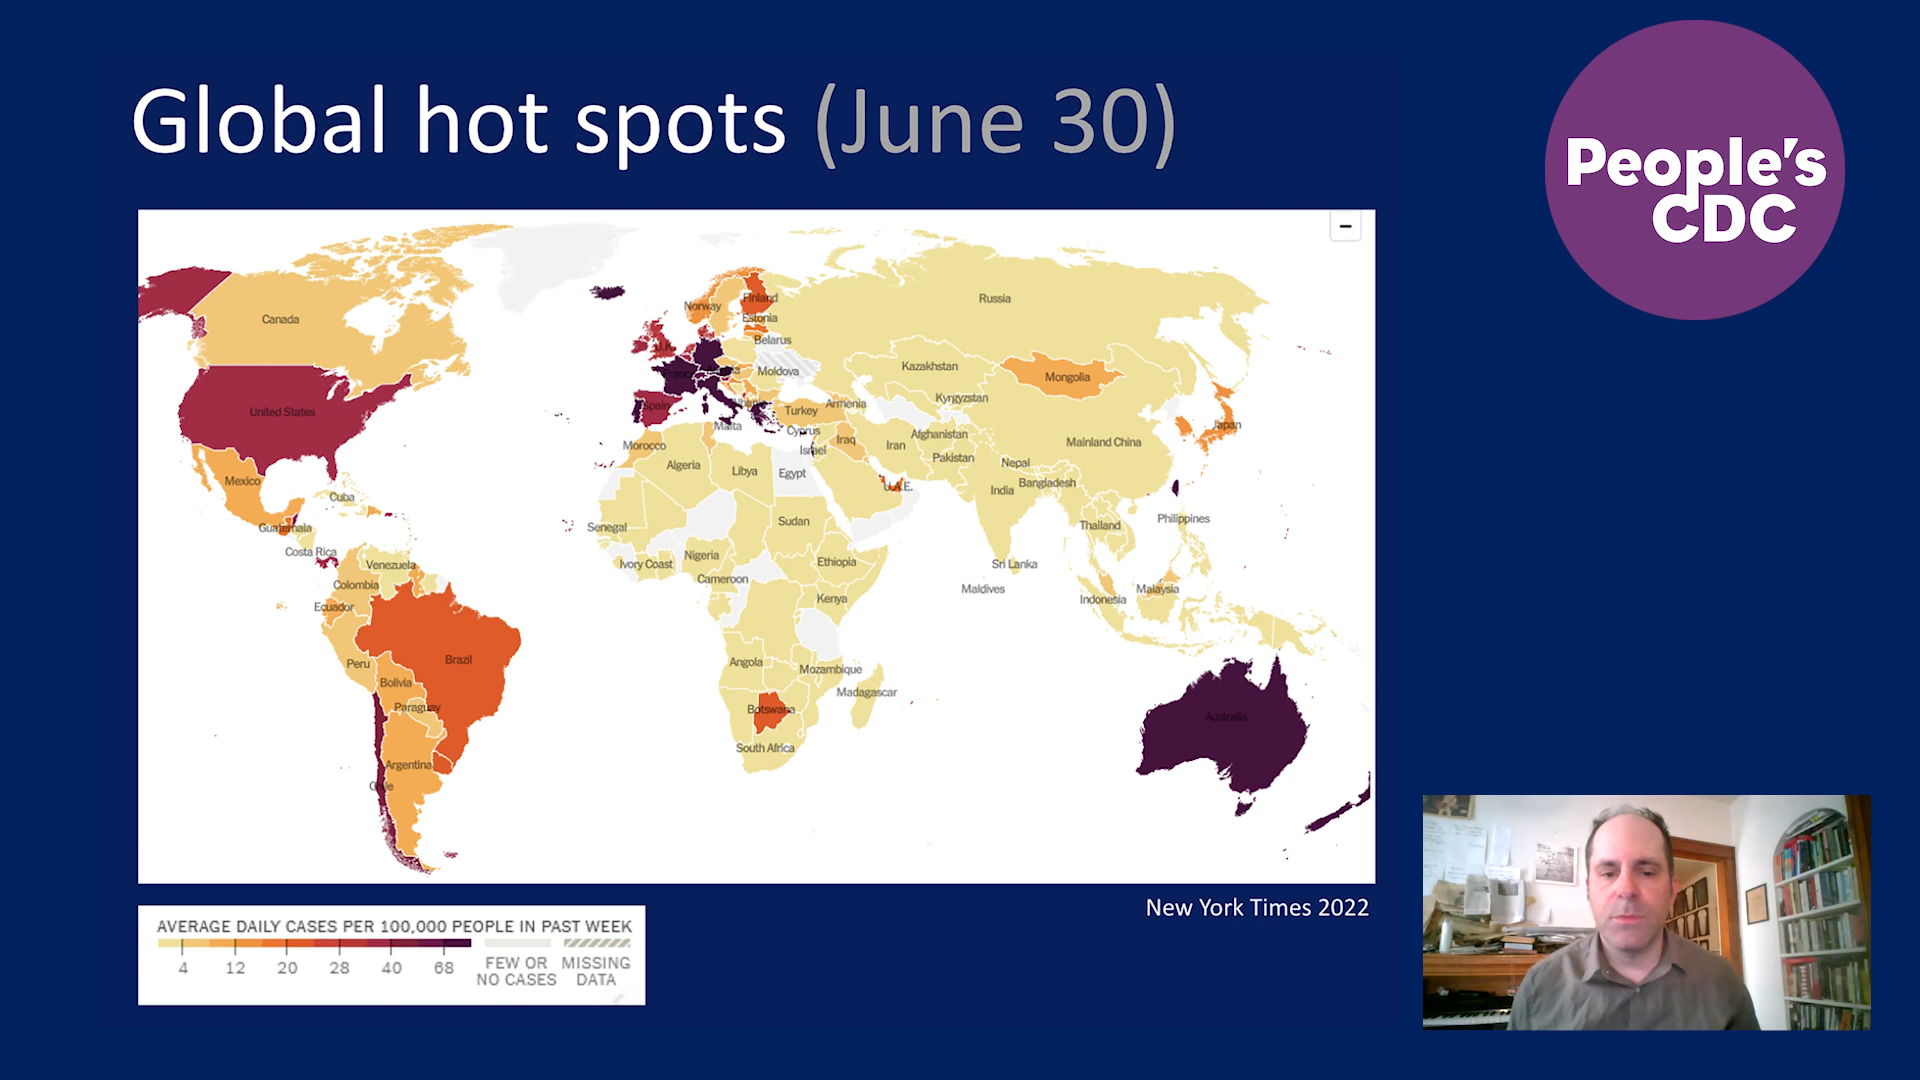 Global hot spots (June 30)
People's
CDC
−
Canada
United States
Mexico
Cuba
Guatemala
Costa Rica
Venezuela
Colombia
Ecuador
Peru
Brazil
Bolivia
Paraguay
Argentina
Chile
Norway
Finland
Estonia
Belarus
U.K.
France
Moldova
Spain
Albania
Turkey
Armenia
Malta
Cyprus
Israel
Iraq
Iran
Morocco
Algeria
Libya
Egypt
U.A.E.
Senegal
Sudan
Ivory Coast
Nigeria
Cameroon
Ethiopia
Kenya
Angola
Mozambique
Madagascar
Botswana
South Africa
Russia
Kazakhstan
Mongolia
Kyrgyzstan
Afghanistan
Pakistan
Nepal
India
Bangladesh
Mainland China
Japan
Thailand
Philippines
Sri Lanka
Maldives
Malaysia
Indonesia
Australia
New York Times 2022
AVERAGE DAILY CASES PER 100,000 PEOPLE IN PAST WEEK
4 12 20 28 40 68
FEW OR
NO CASES
MISSING
DATA